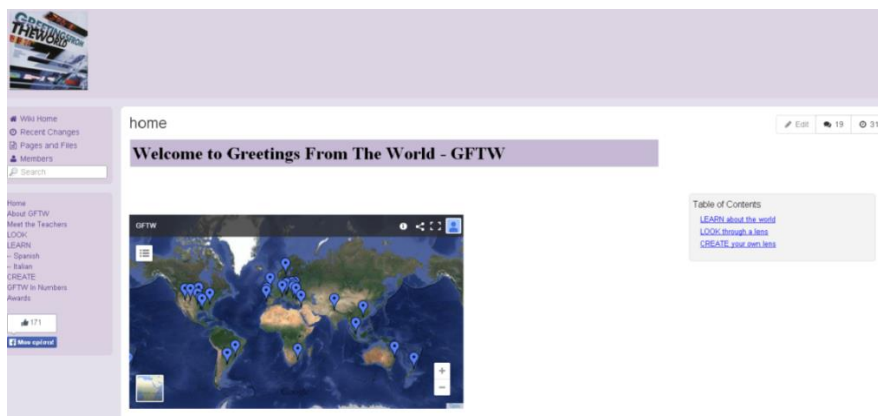 GREETINGS FROM
THE WORLD
Wiki Home
Recent Changes
Pages and Files
Members
Search
Home
About GFTW
Meet the Teachers
LOOK
LEARN
-- Spanish
-- Italian
CREATE
GFTW In Numbers
Awards
171
home
Edit
19
31
Welcome to Greetings From The World - GFTW
GFTW
Table of Contents
LEARN about the world
LOOK through a lens
CREATE your own lens